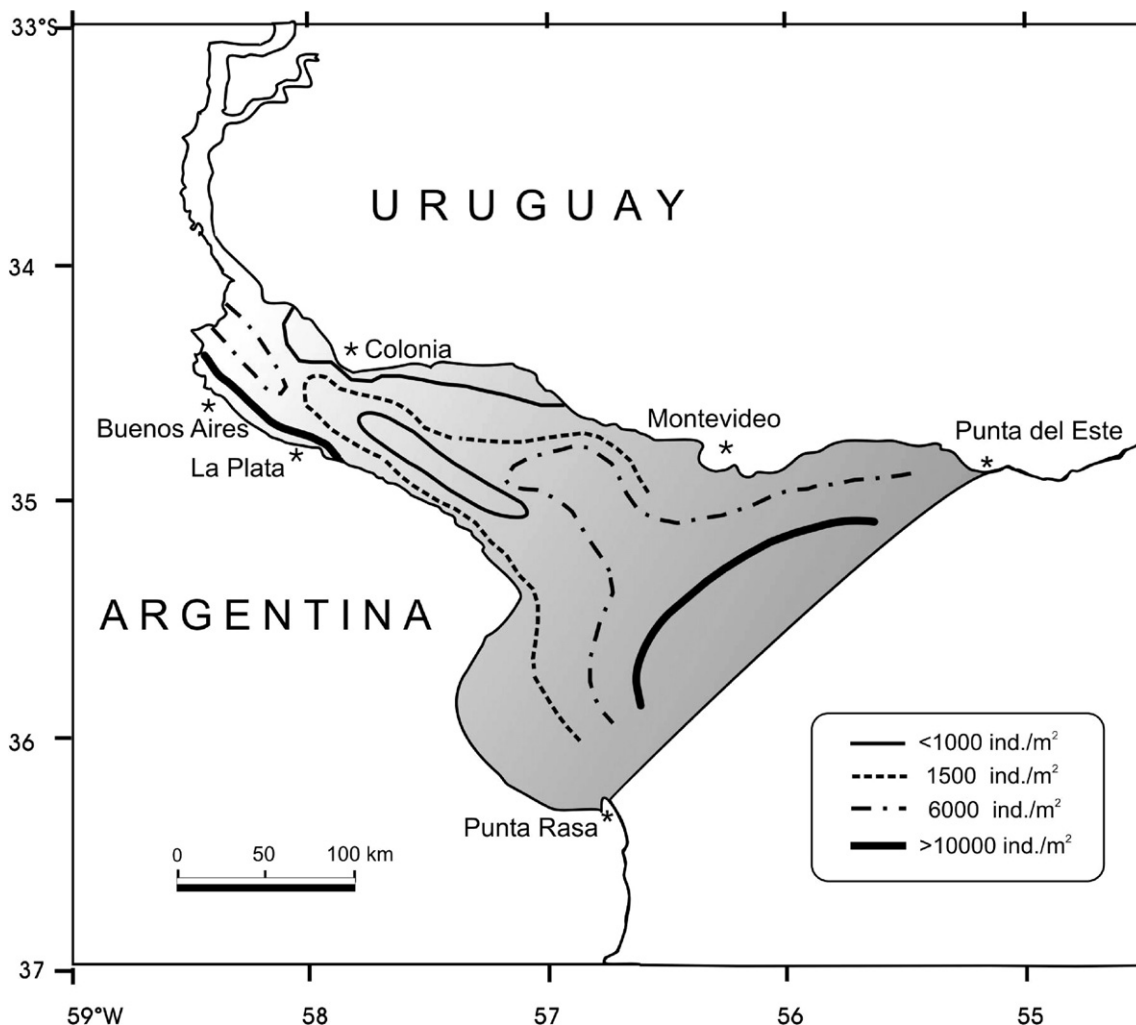 33°S
URUGUAY
34
Colonia
Buenos Aires
Montevideo
Punta del Este
La Plata
35
ARGENTINA
36
<1000 ind./m²
1500 ind./m²
6000 ind./m²
>10000 ind./m²
Punta Rasa
0 50 100 km
37
59°W 58 57 56 55